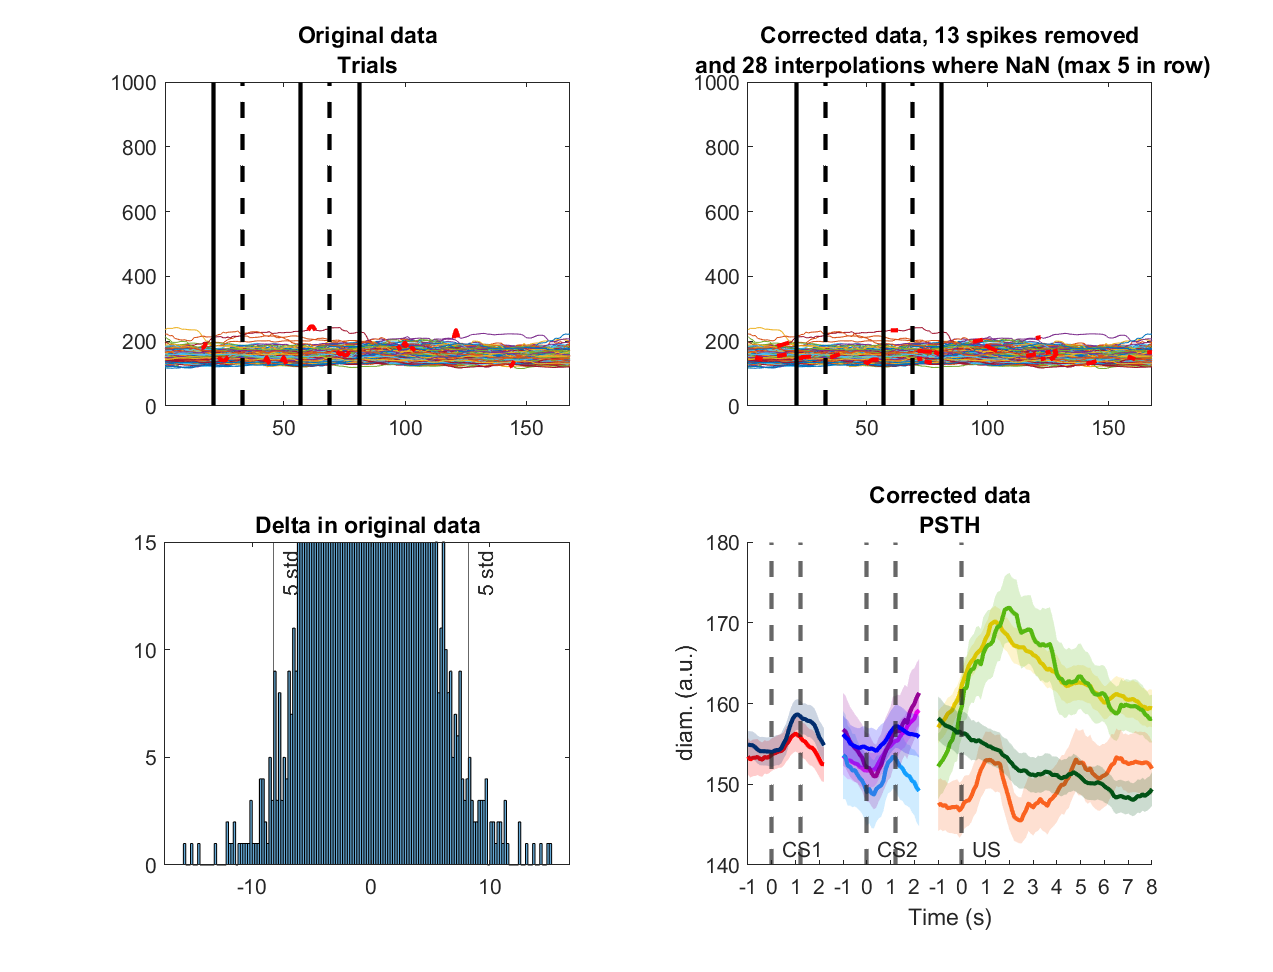 Original data
Trials
1000
800
600
400
200
0
50
100
150
Corrected data, 13 spikes removed
and 28 interpolations where NaN (max 5 in row)
1000
800
600
400
200
0
50
100
150
Delta in original data
15
10
5
0
5 std
5 std
-10
0
10
Corrected data
PSTH
180
170
160
150
140
diam. (a.u.)
CS1
CS2
US
-1 0 1 2 -1 0 1 2 -1 0 1 2 3 4 5 6 7 8
Time (s)